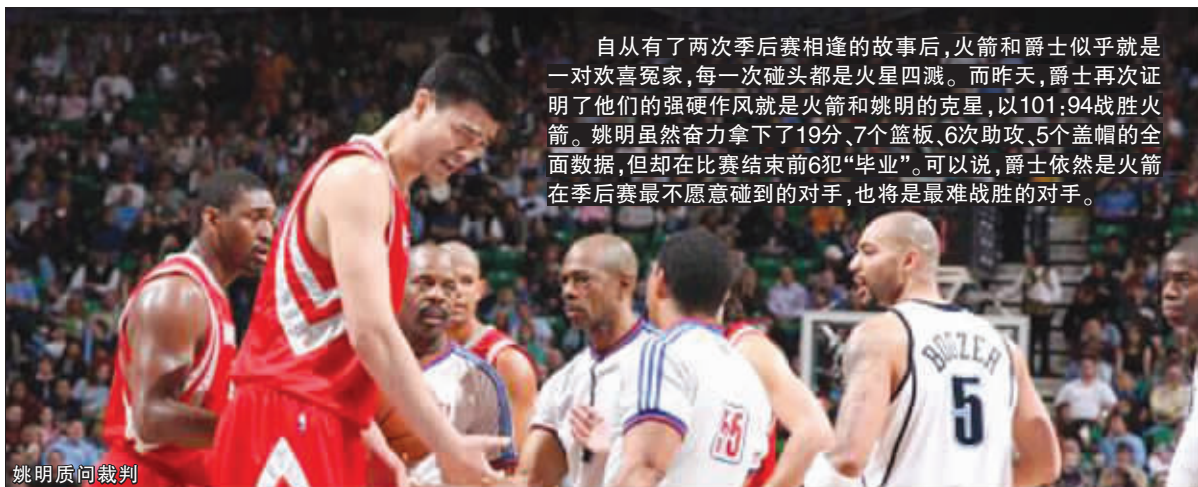 自从有了两次季后赛相逢的故事后,火箭和爵士似乎就是
一对欢喜冤家,每一次碰头都是火星四溅。而昨天,爵士再次证
明了他们的强硬作风就是火箭和姚明的克星,以101:94战胜火
箭。姚明虽然奋力拿下了19分、7个篮板、6次助攻、5个盖帽的全
面数据,但却在比赛结束前6犯“毕业”。可以说,爵士依然是火箭
在季后赛最不愿意碰到的对手,也将是最难战胜的对手。
BOOZER
5
姚明质问裁判